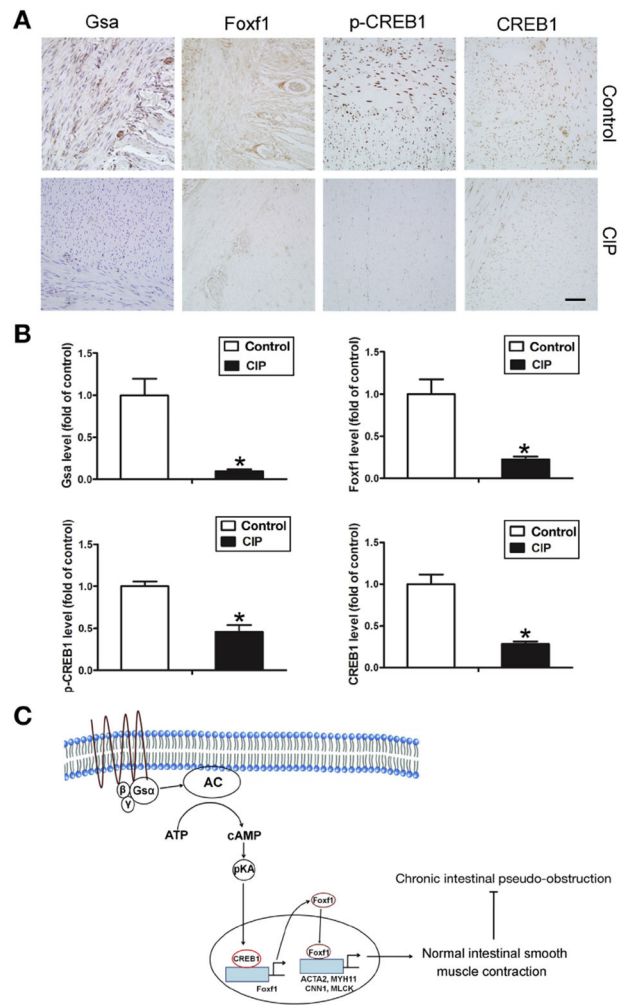 A
Gsa Foxf1 p-CREB1 CREB1
Control
CIP
B
Gsa level (fold of control)
1.5
1.0
0.5
0.0
Control
CIP
*
Foxf1 level (fold of control)
1.5
1.0
0.5
0.0
Control
CIP
*
p-CREB1 level (fold of control)
1.5
1.0
0.5
0.0
Control
CIP
*
CREB1 level (fold of control)
1.5
1.0
0.5
0.0
Control
CIP
*
C
β
γ
Gsα
AC
ATP
cAMP
pKA
CREB1
Foxf1
Foxf1
Foxf1
ACTA2, MYH11
CNN1, MLCK
Chronic intestinal pseudo-obstruction
Normal intestinal smooth
muscle contraction